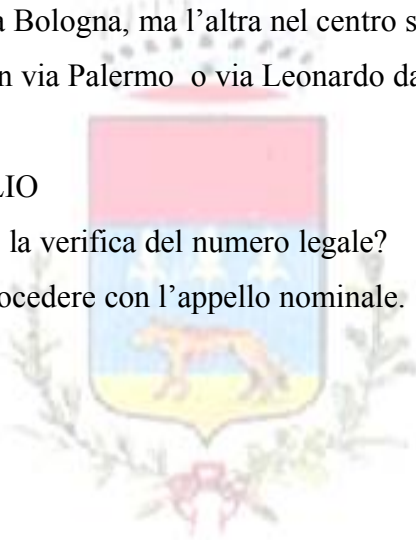 a Bologna, ma l’altra nel centro s
n via Palermo o via Leonardo da
LIO
la verifica del numero legale?
ocedere con l’appello nominale.